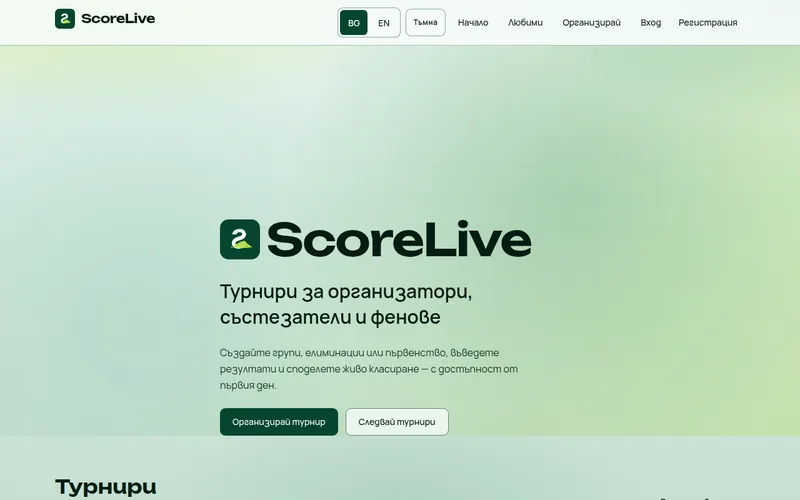 ScoreLive
BG EN Тъмна Начало Любими Организирай Вход Регистрация
ScoreLive
Турнири за организатори,
състезатели и фенове
Създайте групи, елиминации или първенство, въведете
резултати и споделете живо класиране — с достъпност от
първия ден.
Организирай турнир Следвай турнири
Турнири